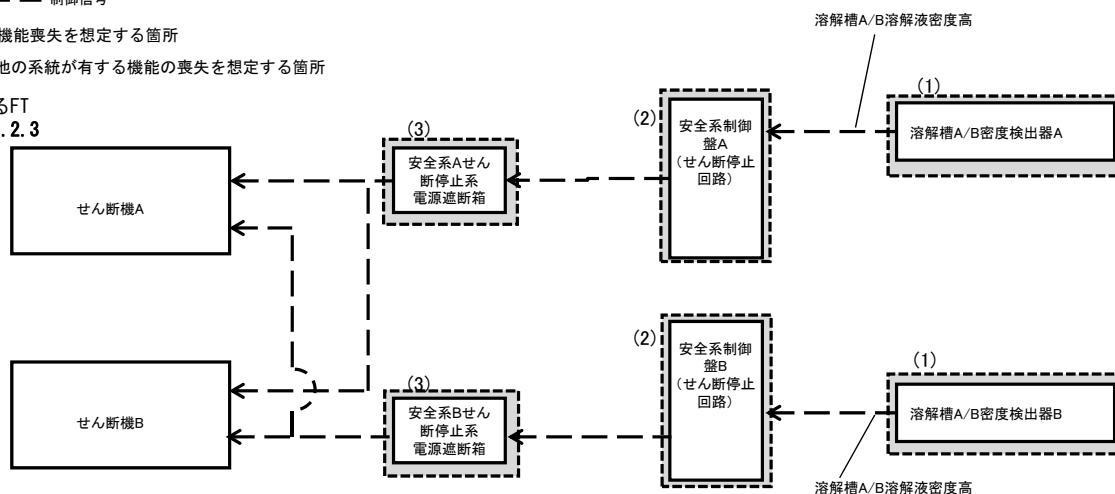 制御信号
機能喪失を想定する箇所
他の系統が有する機能の喪失を想定する箇所
るFT
.2.3
溶解槽A/B溶解液密度高
(1)
溶解槽A/B密度検出器A
(2)
安全系制御
盤A
(せん断停止
回路)
(3)
安全系Aせん
断停止系
電源遮断箱
せん断機A
せん断機B
(3)
安全系Bせん
断停止系
電源遮断箱
(2)
安全系制御
盤B
(せん断停止
回路)
(1)
溶解槽A/B密度検出器B
溶解槽A/B溶解液密度高